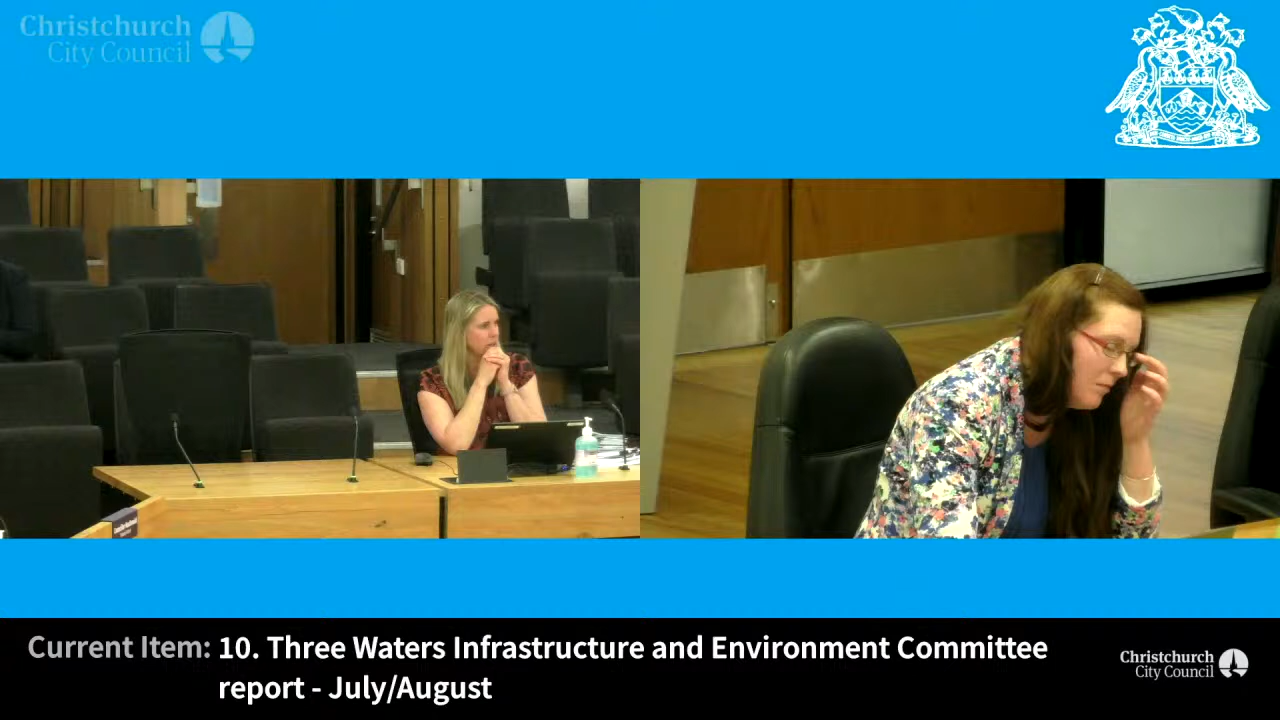 Christchurch
City Council
Current Item: 10. Three Waters Infrastructure and Environment Committee
report - July/August
Christchurch
City Council